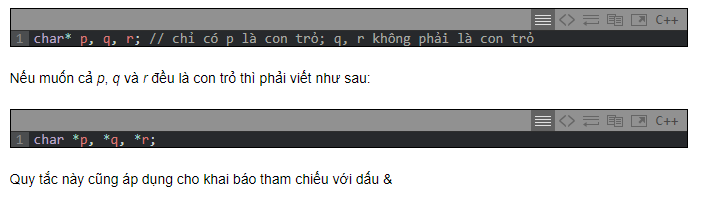 C++
1 char* p, q, r; // chỉ có p là con trỏ; q, r không phải là con trỏ
Nếu muốn cả p, q và r đều là con trỏ thì phải viết như sau:
C++
1 char *p, *q, *r;
Quy tắc này cũng áp dụng cho khai báo tham chiếu với dấu &